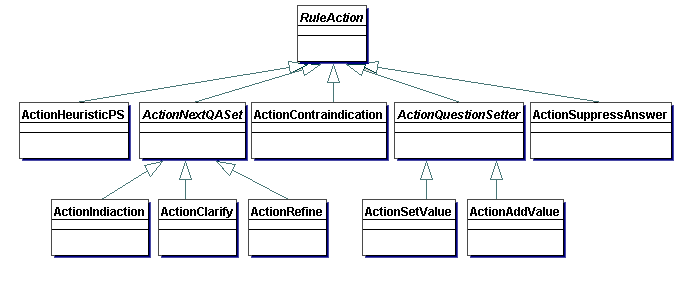 RuleAction
ActionHeuristicPS
ActionNextQASet
ActionContraindication
ActionQuestionSetter
ActionSuppressAnswer
ActionIndiaction
ActionClarify
ActionRefine
ActionSetValue
ActionAddValue